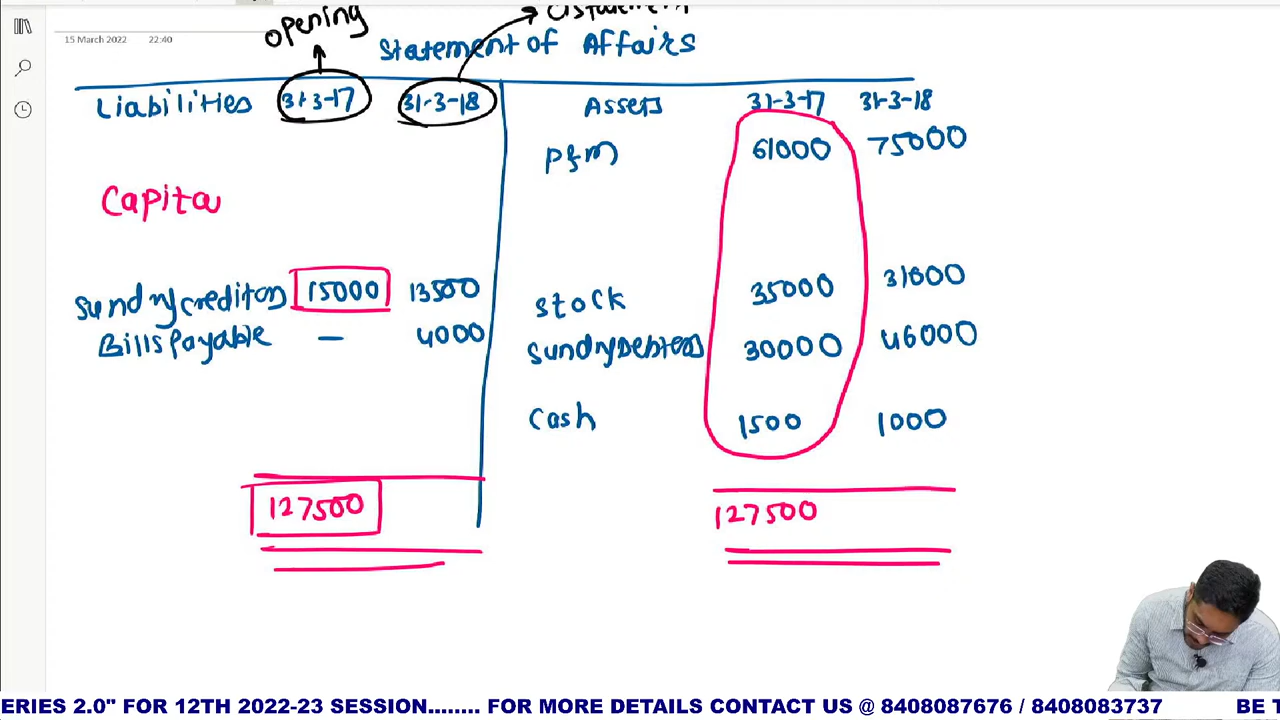 opening
15 March 2022 22:40
Statement of Affairs
Liabilities 31-3-17 31-3-18 Assets 31-3-17 31-3-18
P&M 61000 75000
Capita
Sundry creditors 15000 13500 Stock 35000 31000
Bills Payable — 4000 Sundry Debtors 30000 46000
Cash 1500 1000
127500 127500
ERIES 2.0" FOR 12TH 2022-23 SESSION........ FOR MORE DETAILS CONTACT US @ 8408087676 / 8408083737 BE T